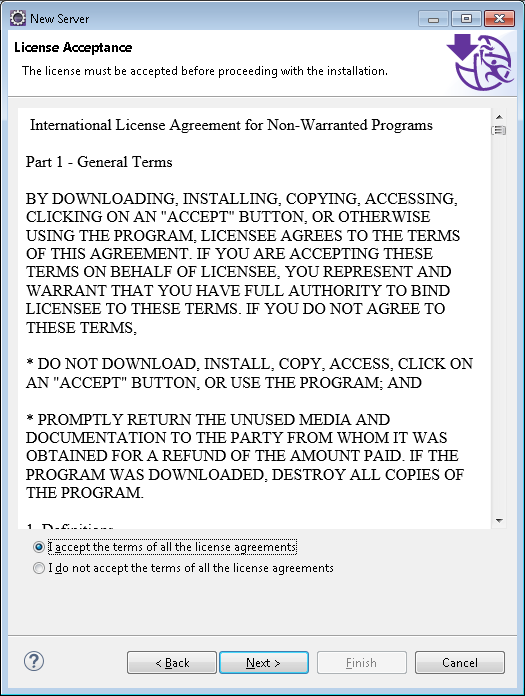 New Server
License Acceptance
The license must be accepted before proceeding with the installation.
International License Agreement for Non-Warranted Programs
Part 1 - General Terms
BY DOWNLOADING, INSTALLING, COPYING, ACCESSING,
CLICKING ON AN "ACCEPT" BUTTON, OR OTHERWISE
USING THE PROGRAM, LICENSEE AGREES TO THE TERMS
OF THIS AGREEMENT. IF YOU ARE ACCEPTING THESE
TERMS ON BEHALF OF LICENSEE, YOU REPRESENT AND
WARRANT THAT YOU HAVE FULL AUTHORITY TO BIND
LICENSEE TO THESE TERMS. IF YOU DO NOT AGREE TO
THESE TERMS,
* DO NOT DOWNLOAD, INSTALL, COPY, ACCESS, CLICK ON
AN "ACCEPT" BUTTON, OR USE THE PROGRAM; AND
* PROMPTLY RETURN THE UNUSED MEDIA AND
DOCUMENTATION TO THE PARTY FROM WHOM IT WAS
OBTAINED FOR A REFUND OF THE AMOUNT PAID. IF THE
PROGRAM WAS DOWNLOADED, DESTROY ALL COPIES OF
THE PROGRAM.
1. Definitions
I accept the terms of all the license agreements
I do not accept the terms of all the license agreements
? < Back Next > Finish Cancel